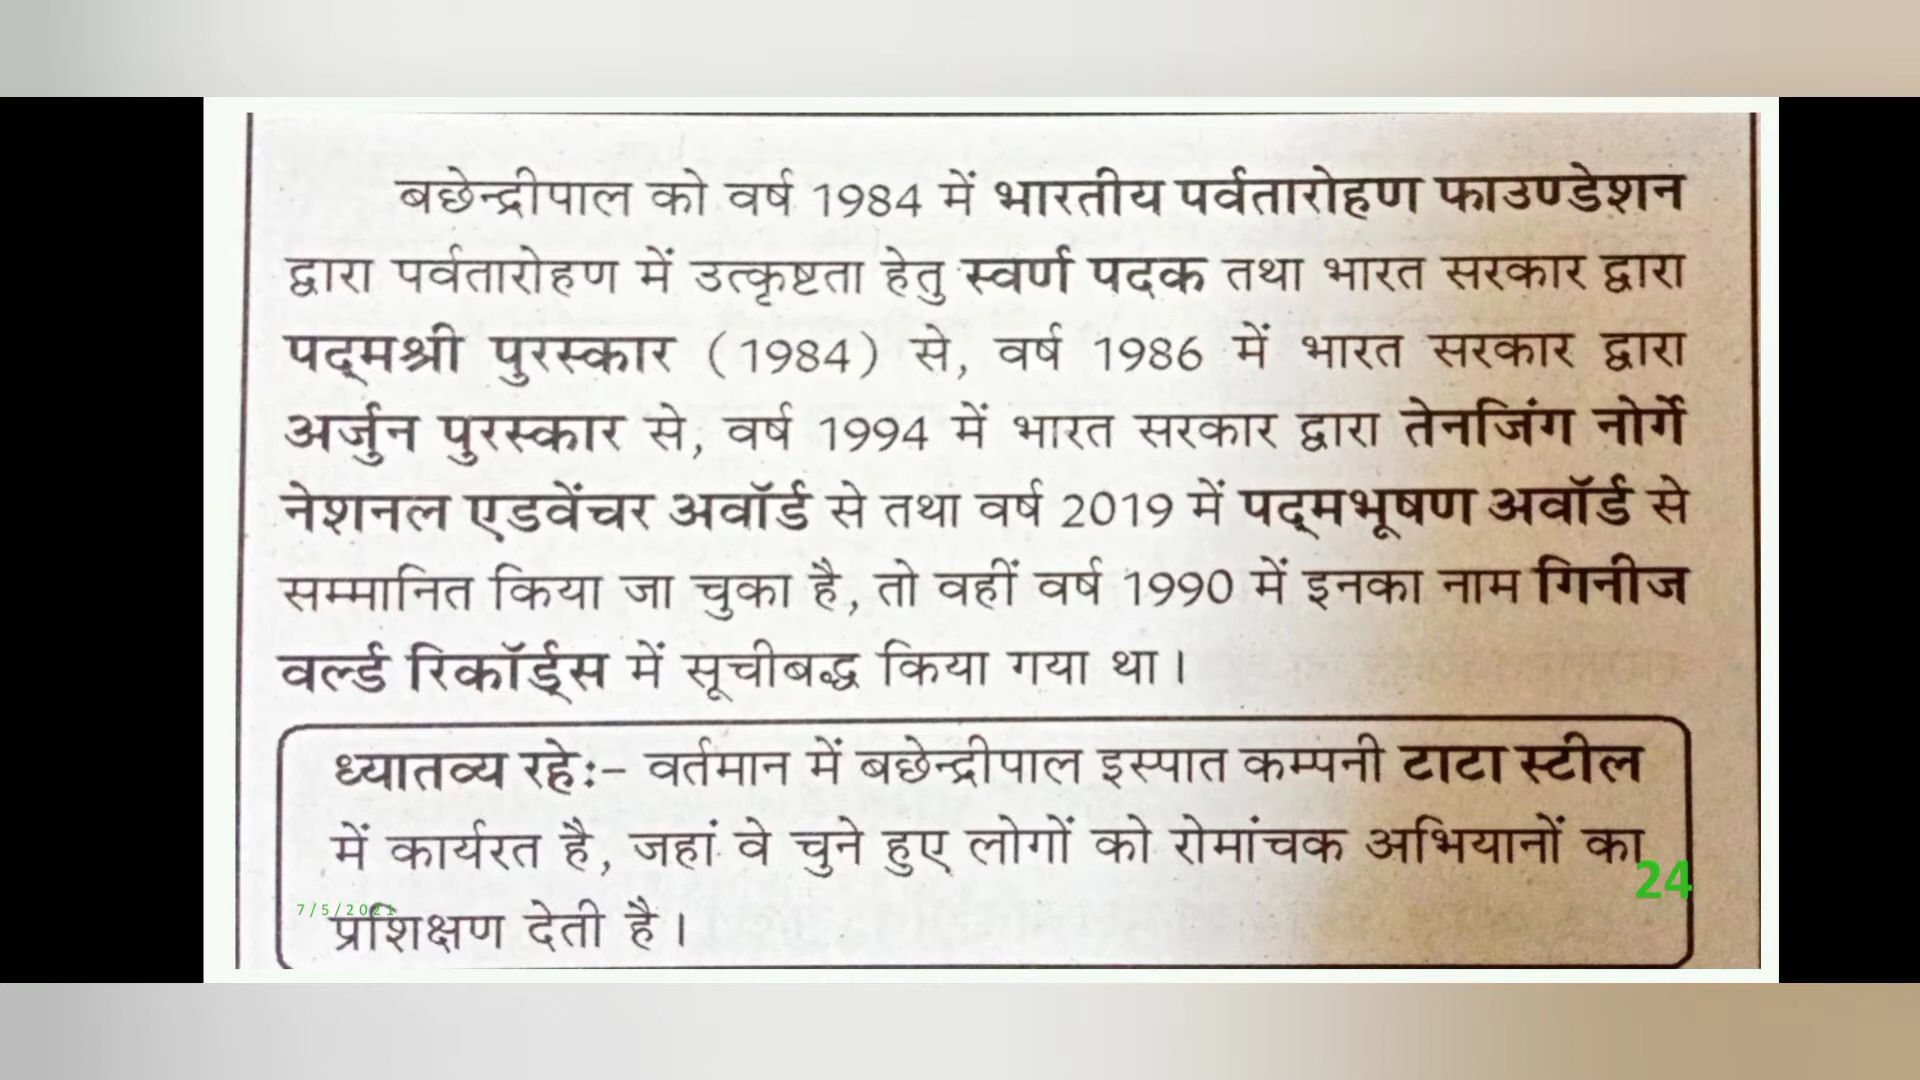 बछेन्द्रीपाल को वर्ष 1984 में भारतीय पर्वतारोहण फाउण्डेशन
द्वारा पर्वतारोहण में उत्कृष्टता हेतु स्वर्ण पदक तथा भारत सरकार द्वारा
पद्मश्री पुरस्कार (1984) से, वर्ष 1986 में भारत सरकार द्वारा
अर्जुन पुरस्कार से, वर्ष 1994 में भारत सरकार द्वारा तेनजिंग नोर्गे
नेशनल एडवेंचर अवॉर्ड से तथा वर्ष 2019 में पद्मभूषण अवॉर्ड से
सम्मानित किया जा चुका है, तो वहीं वर्ष 1990 में इनका नाम गिनीज
वर्ल्ड रिकॉर्ड्स में सूचीबद्ध किया गया था।
ध्यातव्य रहेः– वर्तमान में बछेन्द्रीपाल इस्पात कम्पनी टाटा स्टील
में कार्यरत है, जहां वे चुने हुए लोगों को रोमांचक अभियानों का
24
7/5/2021
प्रशिक्षण देती है।